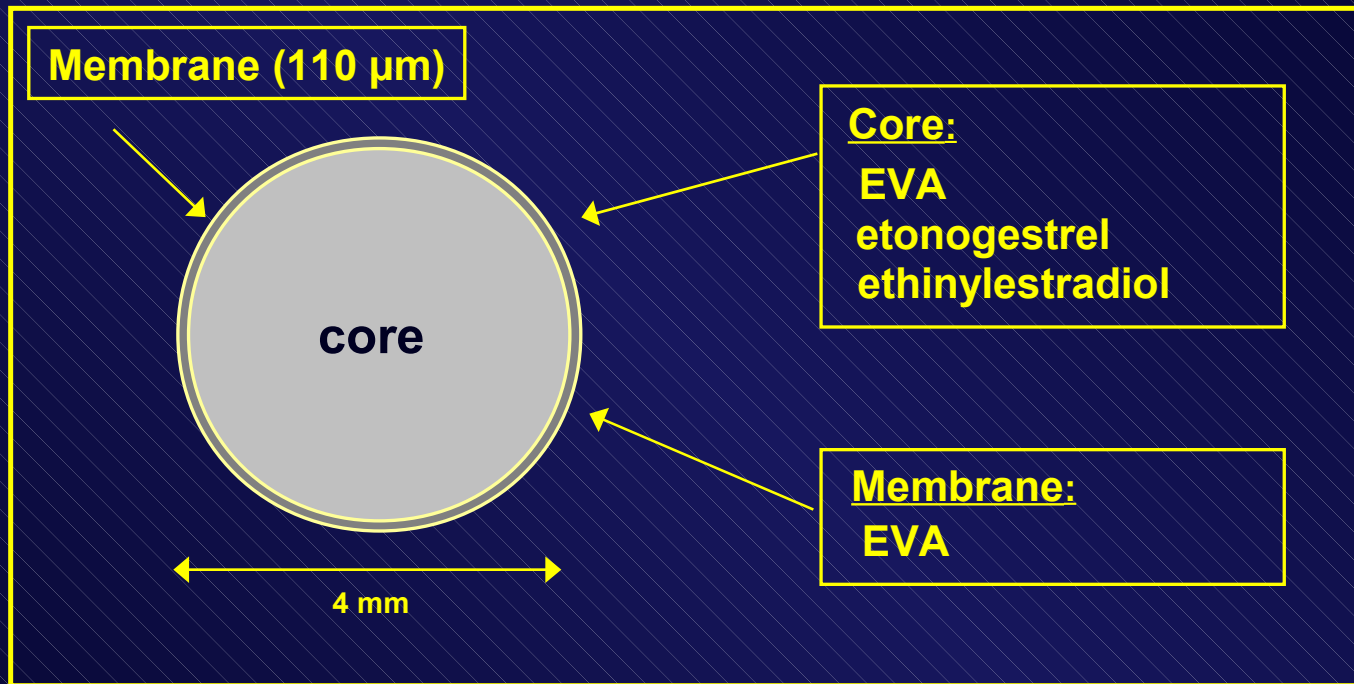 Membrane (110 µm)
Core:
EVA
etonogestrel
ethinylestradiol
core
Membrane:
EVA
4 mm